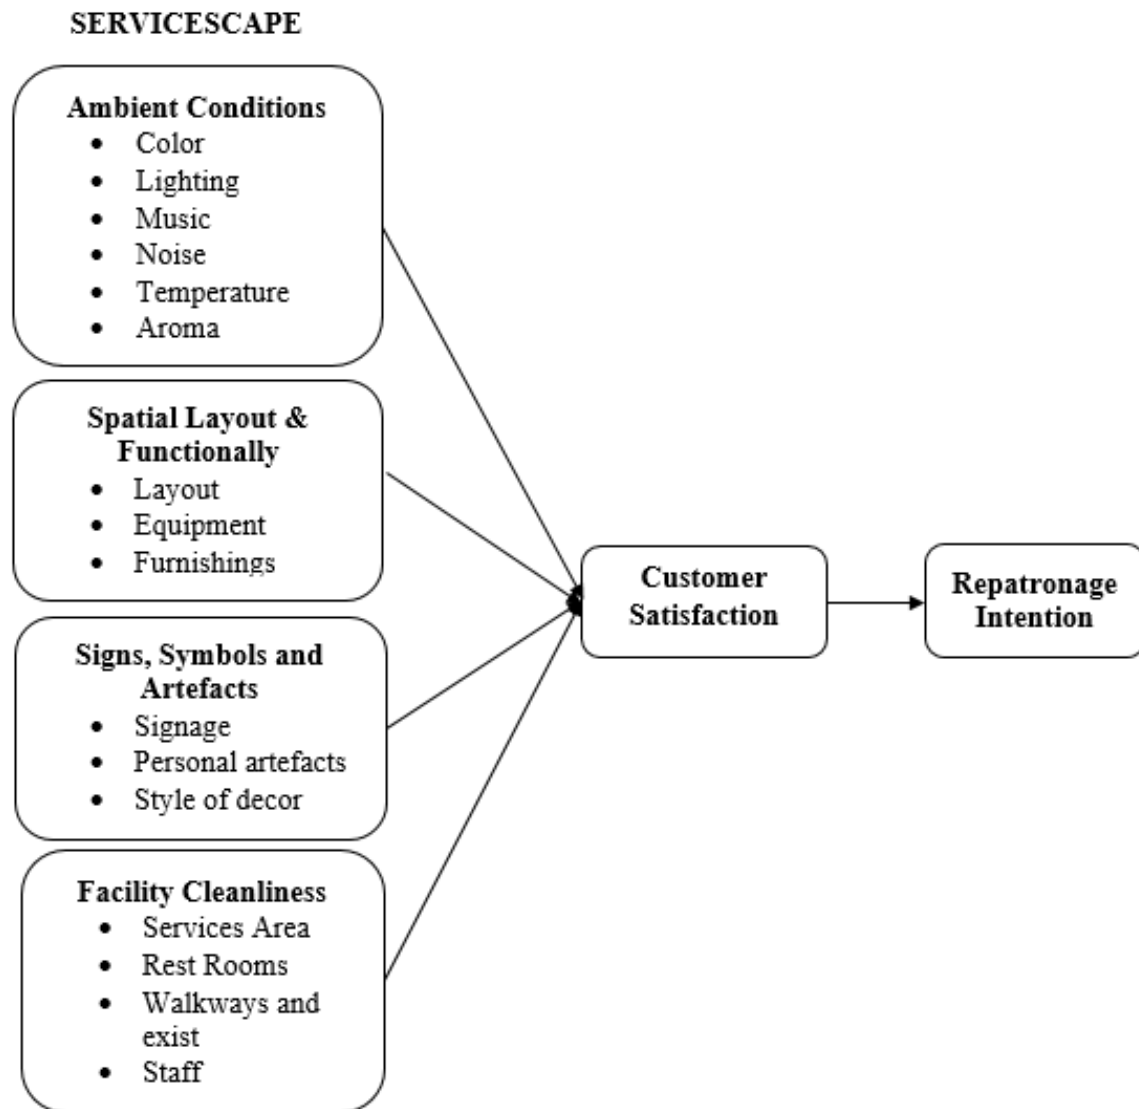 SERVICESCAPE
Ambient Conditions
• Color
• Lighting
• Music
• Noise
• Temperature
• Aroma
Spatial Layout &
Functionally
• Layout
• Equipment
• Furnishings
Signs, Symbols and
Artefacts
• Signage
• Personal artefacts
• Style of decor
Facility Cleanliness
• Services Area
• Rest Rooms
• Walkways and
exist
• Staff
Customer
Satisfaction
Repatronage
Intention